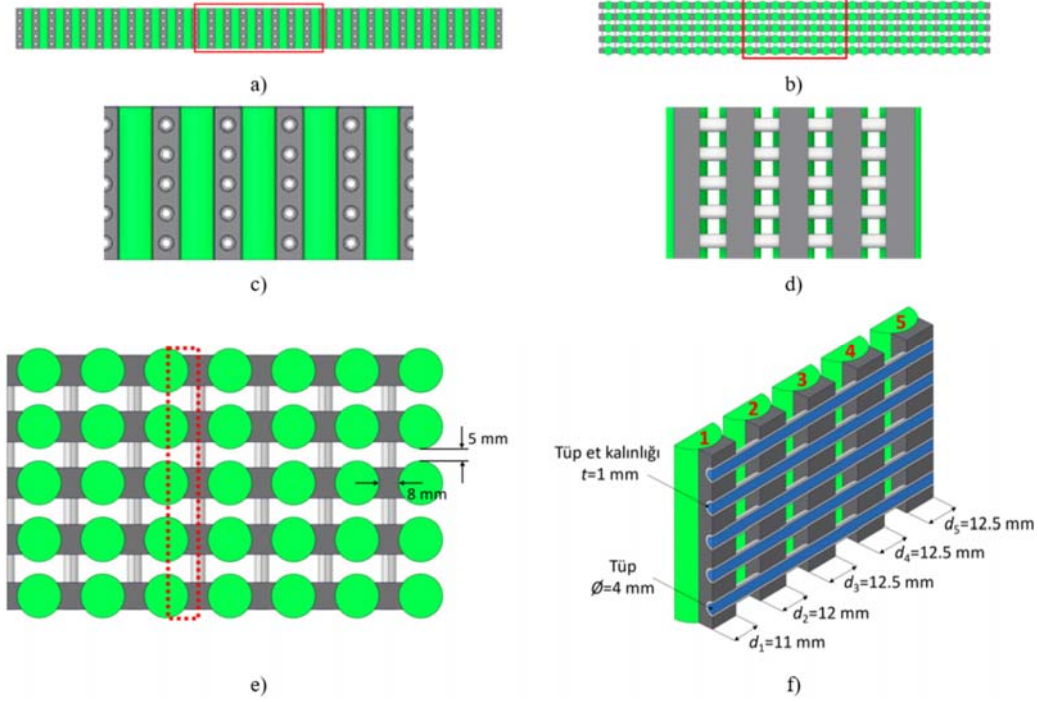 a)
b)
c)
d)
5 mm
8 mm
e)
1
2
3
4
5
Tüp et kalınlığı
t=1 mm
Tüp
Ø=4 mm
d5=12.5 mm
d4=12.5 mm
d3=12.5 mm
d2=12 mm
d1=11 mm
f)